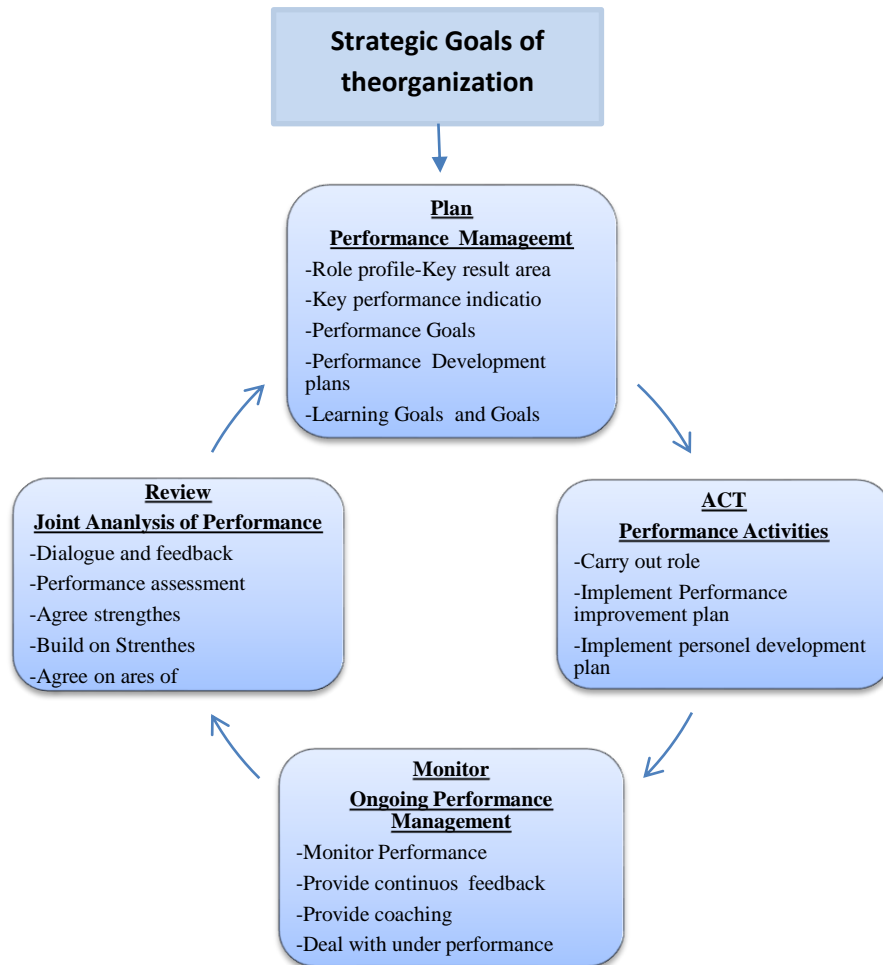 Strategic Goals of
theorganization
Plan
Performance Mamageemt
-Role profile-Key result area
-Key performance indicatio
-Performance Goals
-Performance Development
plans
-Learning Goals and Goals
Review
Joint Ananlysis of Performance
-Dialogue and feedback
-Performance assessment
-Agree strengthes
-Build on Strenthes
-Agree on ares of
ACT
Performance Activities
-Carry out role
-Implement Performance
improvement plan
-Implement personel development
plan
Monitor
Ongoing Performance
Management
-Monitor Performance
-Provide continuos feedback
-Provide coaching
-Deal with under performance